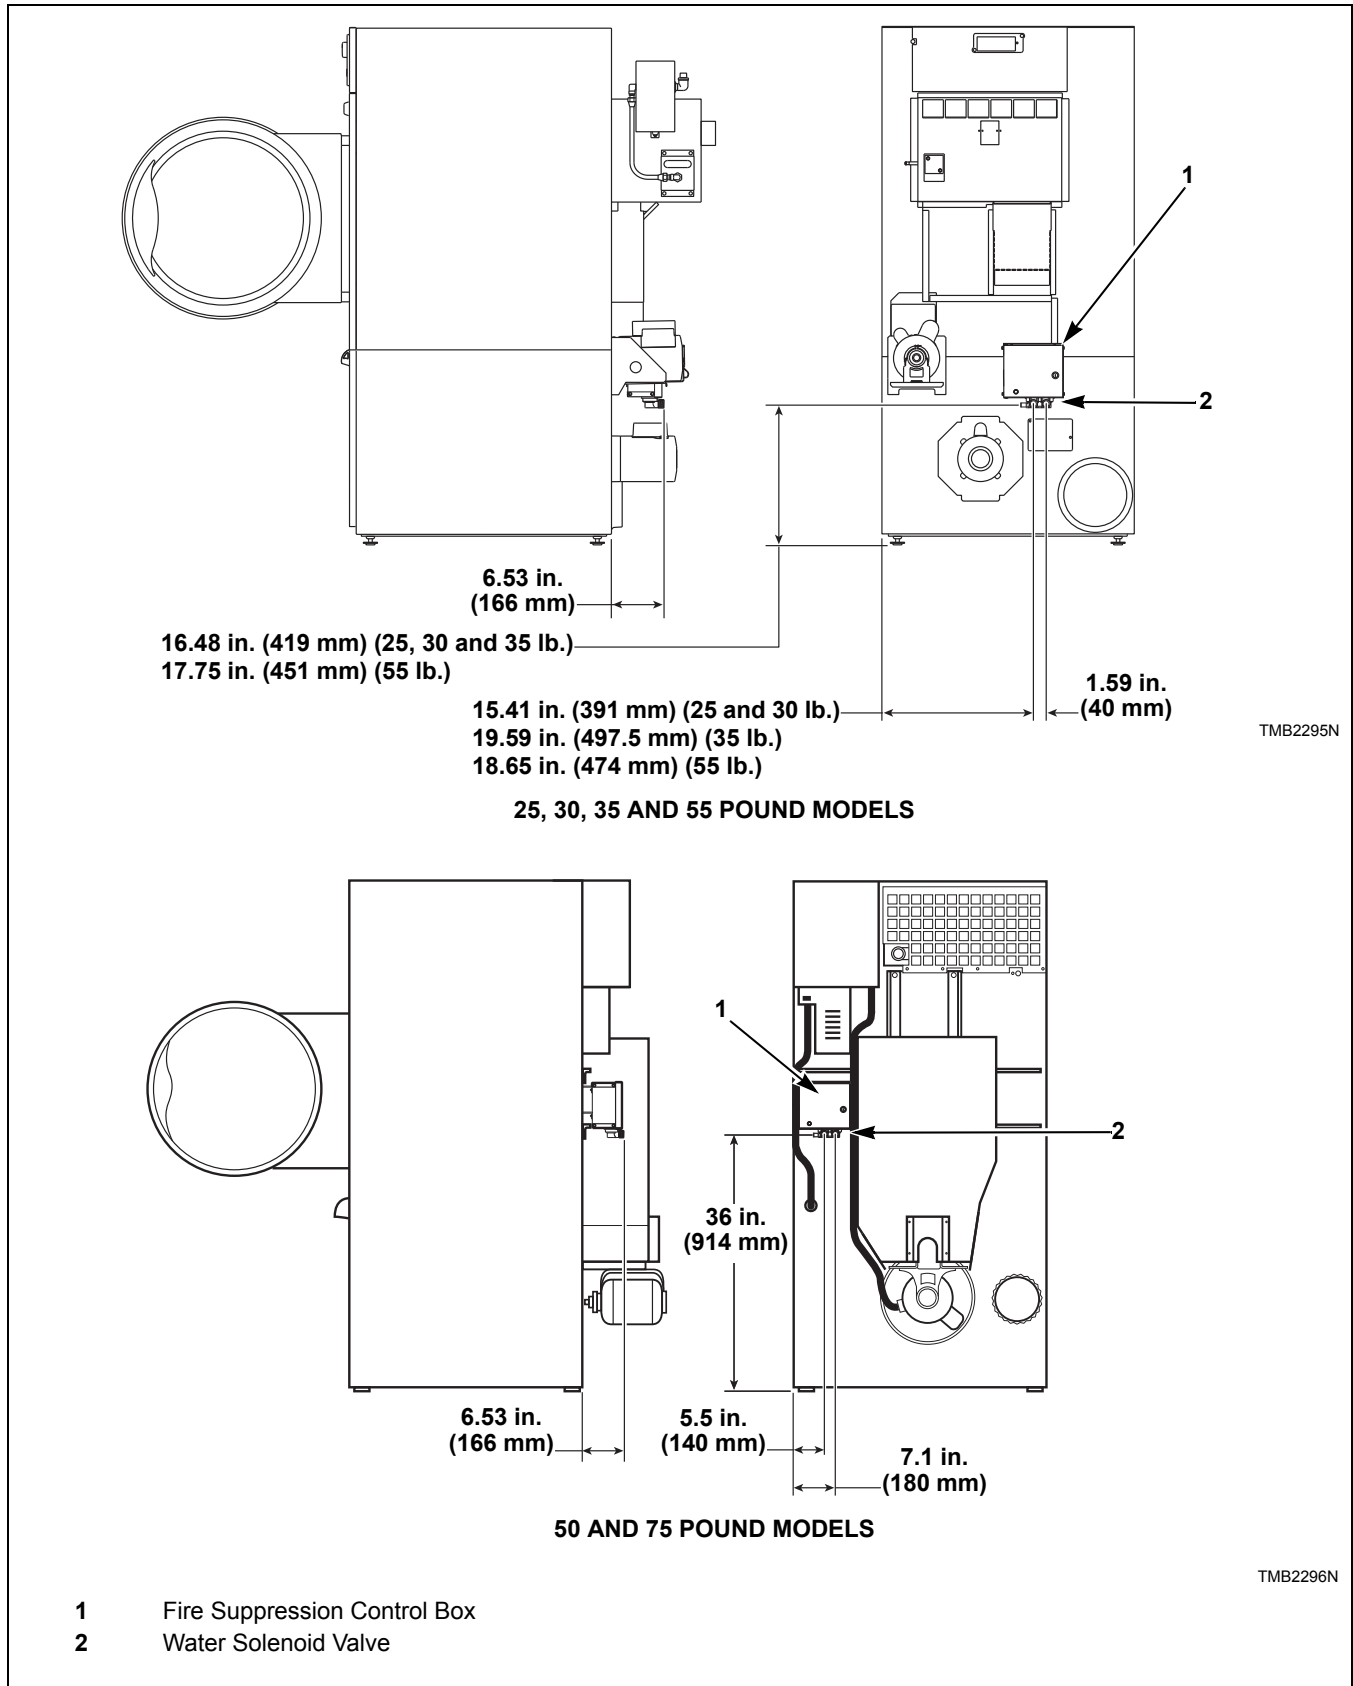 1
2
6.53 in.
(166 mm)
16.48 in. (419 mm) (25, 30 and 35 lb.)
17.75 in. (451 mm) (55 lb.)
1.59 in.
(40 mm)
15.41 in. (391 mm) (25 and 30 lb.)
19.59 in. (497.5 mm) (35 lb.)
18.65 in. (474 mm) (55 lb.)
TMB2295N
25, 30, 35 AND 55 POUND MODELS
1
2
36 in.
(914 mm)
6.53 in.
(166 mm)
5.5 in.
(140 mm)
7.1 in.
(180 mm)
50 AND 75 POUND MODELS
TMB2296N
1 Fire Suppression Control Box
2 Water Solenoid Valve